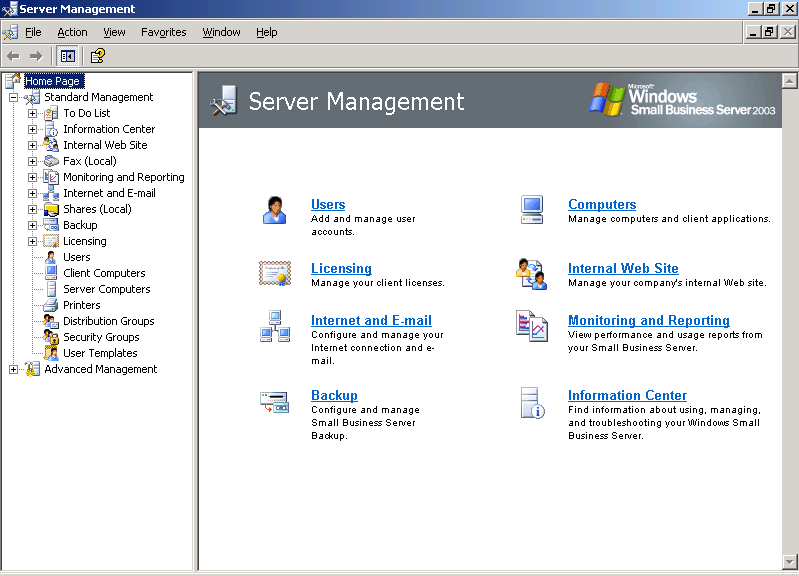 Server Management
File Action View Favorites Window Help
Home Page
Standard Management
To Do List
Information Center
Internal Web Site
Fax (Local)
Monitoring and Reporting
Internet and E-mail
Shares (Local)
Backup
Licensing
Users
Client Computers
Server Computers
Printers
Distribution Groups
Security Groups
User Templates
Advanced Management
Server Management
Microsoft
Windows
Small Business Server 2003
Users
Add and manage user
accounts.
Computers
Manage computers and client applications.
Licensing
Manage your client licenses.
Internal Web Site
Manage your company's internal Web site.
Internet and E-mail
Configure and manage your
Internet connection and e-
mail.
Monitoring and Reporting
View performance and usage reports from
your Small Business Server.
Backup
Configure and manage
Small Business Server
Backup.
Information Center
Find information about using, managing,
and troubleshooting your Windows Small
Business Server.